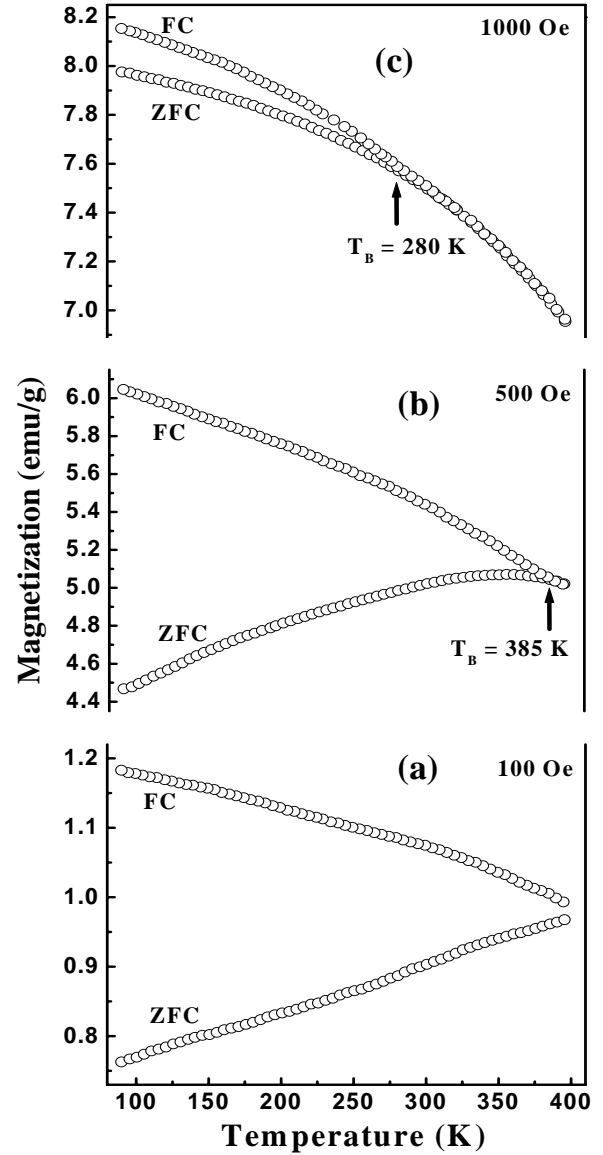 8.2
FC
1000 Oe
(c)
8.0
ZFC
7.8
7.6
7.4
T_B = 280 K
7.2
7.0
6.0
FC
(b)
500 Oe
5.8
5.6
5.4
5.2
5.0
4.8
ZFC
T_B = 385 K
4.6
4.4
Magnetization (emu/g)
1.2
FC
(a)
100 Oe
1.1
1.0
0.9
ZFC
0.8
100 150 200 250 300 350 400
Temperature (K)